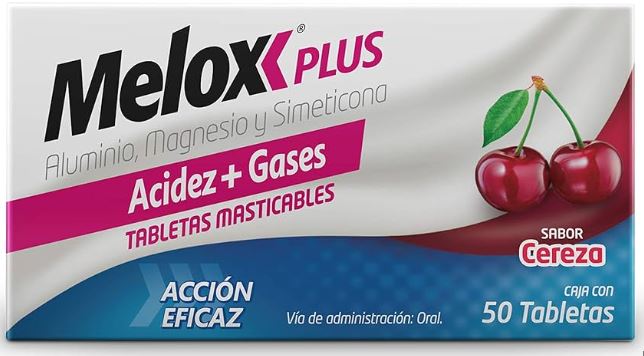 Melox® PLUS
Aluminio, Magnesio y Simeticona
Acidez + Gases
TABLETAS MASTICABLES
SABOR
Cereza
ACCIÓN
EFICAZ
Vía de administración: Oral.
CAJA CON
50 Tabletas